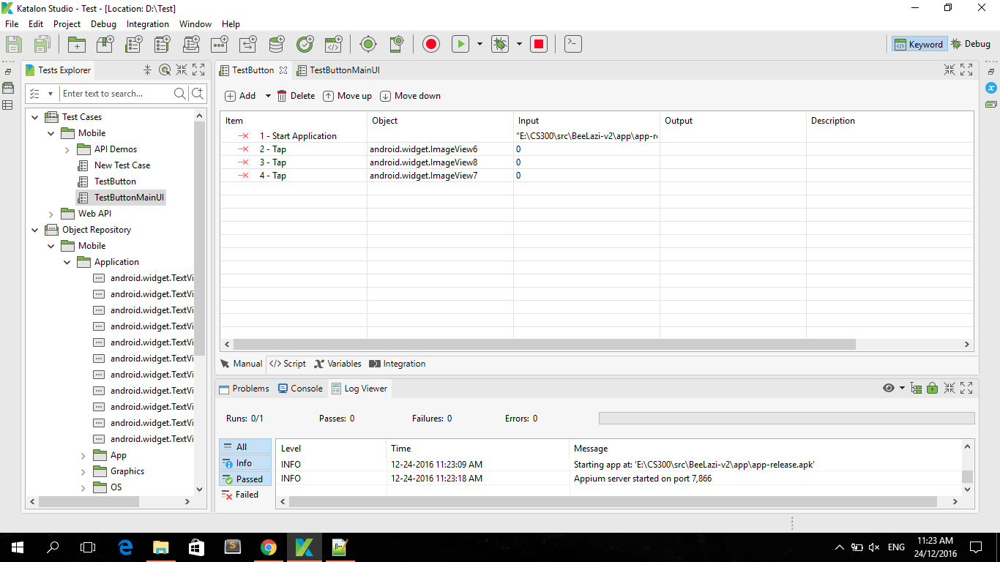 Katalon Studio - Test - [Location: D:\Test]
File Edit Project Debug Integration Window Help
Keyword Debug
Tests Explorer
Enter text to search...
Test Cases
Mobile
API Demos
New Test Case
TestButton
TestButtonMainUI
Web API
Object Repository
Mobile
Application
android.widget.TextVi
android.widget.TextVi
android.widget.TextVi
android.widget.TextVi
android.widget.TextVi
android.widget.TextVi
android.widget.TextVi
android.widget.TextVi
android.widget.TextVi
android.widget.TextVi
android.widget.TextVi
App
Graphics
OS
TestButton TestButtonMainUI
Add Delete Move up Move down
Item Object Input Output Description
1 - Start Application "E:\CS300\src\BeeLazi-v2\app\app-re
2 - Tap android.widget.ImageView6 0
3 - Tap android.widget.ImageView8 0
4 - Tap android.widget.ImageView7 0
Manual Script Variables Integration
Problems Console Log Viewer
Runs: 0/1 Passes: 0 Failures: 0 Errors: 0
All
Info
Passed
Failed
Level Time Message
INFO 12-24-2016 11:23:09 AM Starting app at: 'E:\CS300\src\BeeLazi-v2\app\app-release.apk'
INFO 12-24-2016 11:23:18 AM Appium server started on port 7,866
ENG
11:23 AM
24/12/2016